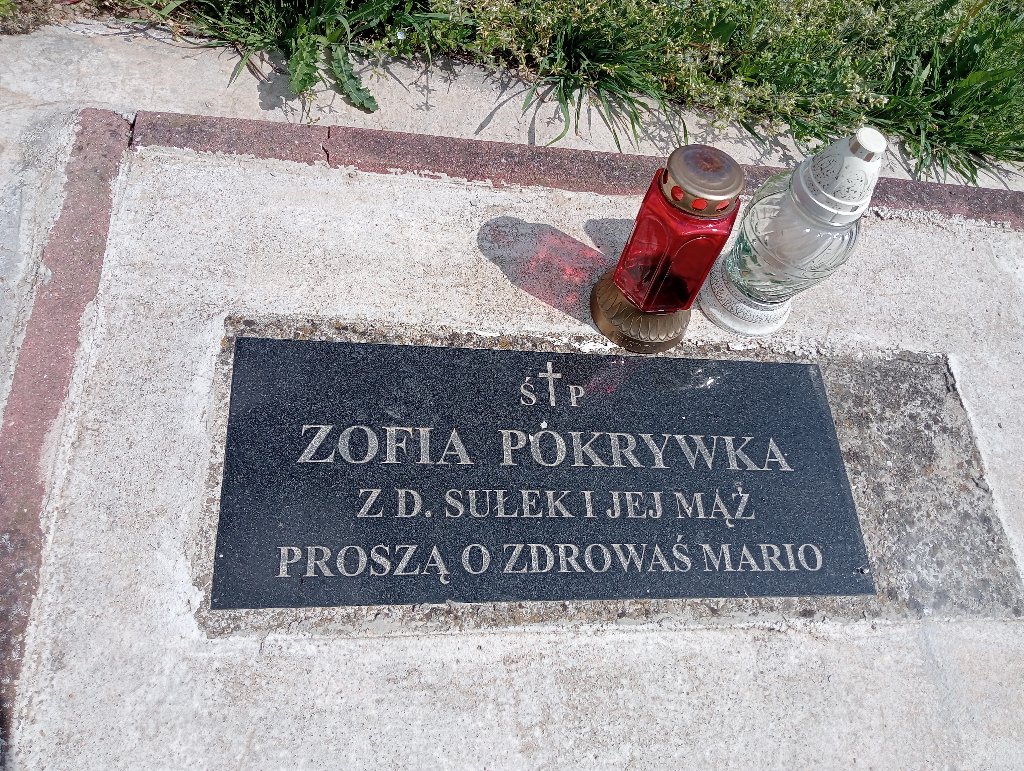 Ś✝P
ZOFIA POKRYWKA
Z D. SUŁEK I JEJ MĄŻ
PROSZĄ O ZDROWAŚ MARIO